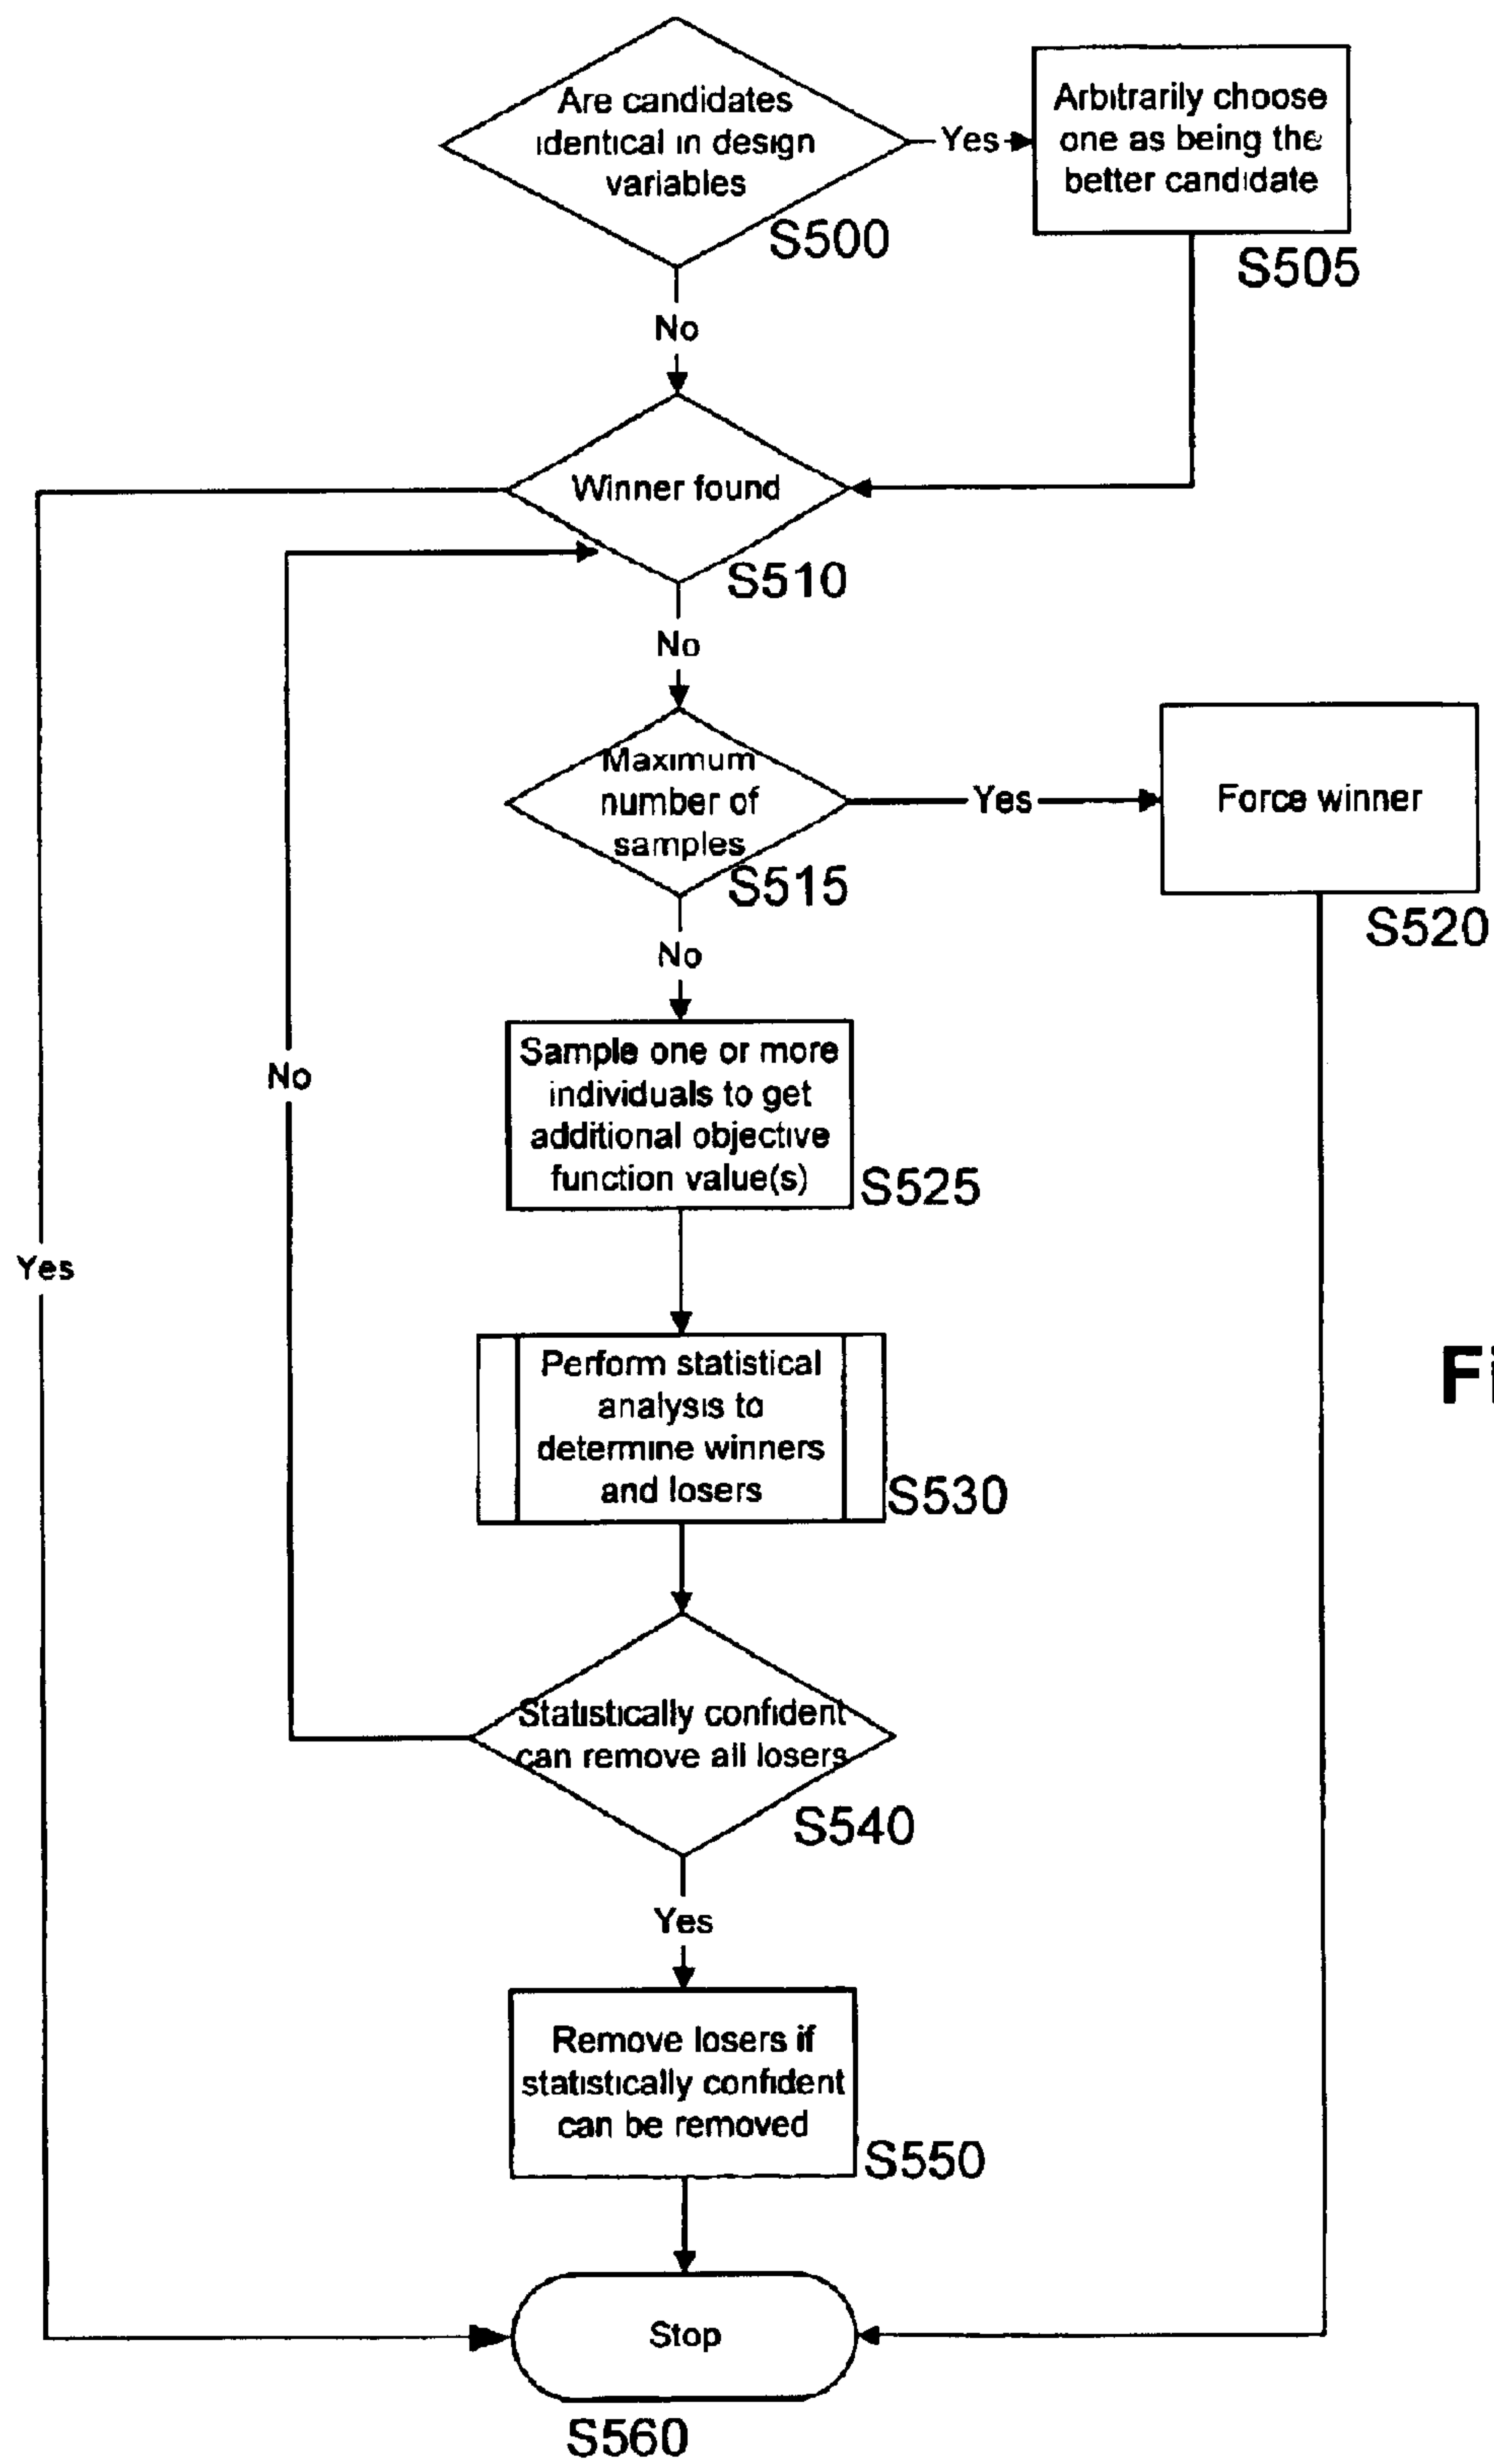 Are candidates
identical in design
variables
Yes
Arbitrarily choose
one as being the
better candidate
S500
S505
No
Winner found
S510
No
Maximum
number of
samples
Yes
Force winner
S515
S520
No
Sample one or more
individuals to get
additional objective
function value(s)
S525
No
Yes
Perform statistical
analysis to
determine winners
and losers
S530
Fi
Statistically confident
can remove all losers
S540
Yes
Remove losers if
statistically confident
can be removed
S550
Stop
S560